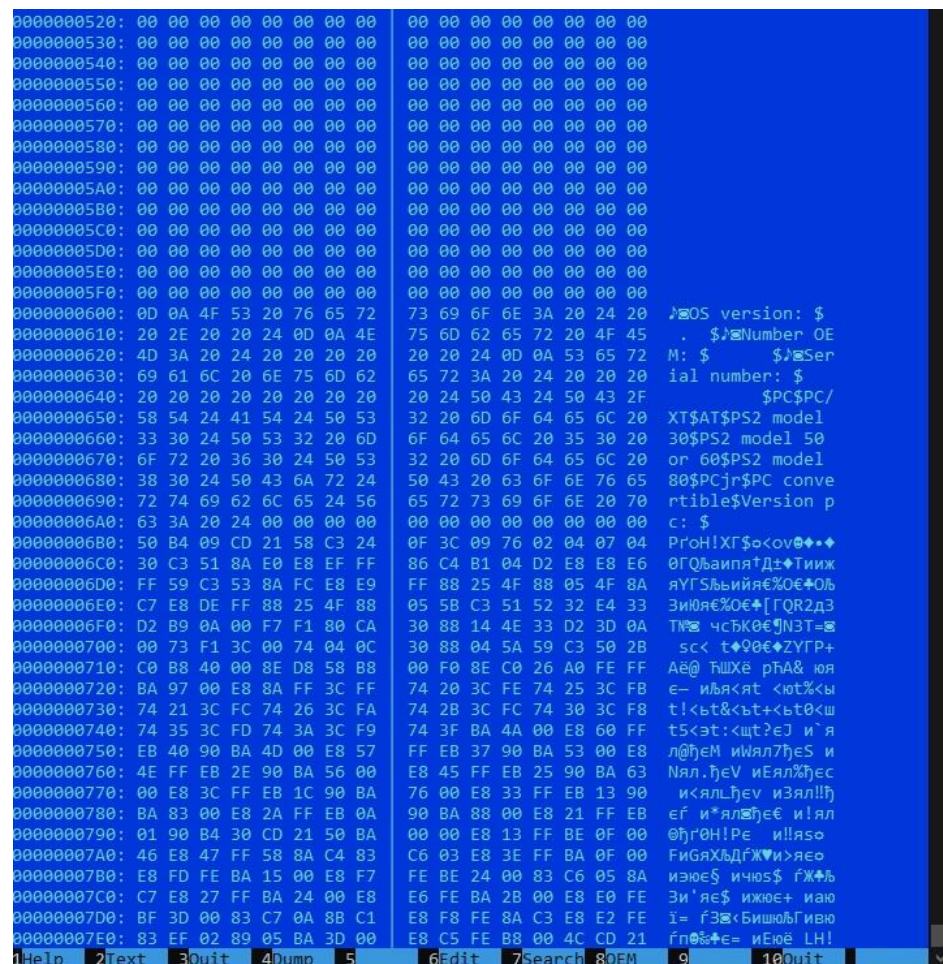 0000000520: 00 00 00 00 00 00 00 00 │ 00 00 00 00 00 00 00 00
0000000530: 00 00 00 00 00 00 00 00 │ 00 00 00 00 00 00 00 00
0000000540: 00 00 00 00 00 00 00 00 │ 00 00 00 00 00 00 00 00
0000000550: 00 00 00 00 00 00 00 00 │ 00 00 00 00 00 00 00 00
0000000560: 00 00 00 00 00 00 00 00 │ 00 00 00 00 00 00 00 00
0000000570: 00 00 00 00 00 00 00 00 │ 00 00 00 00 00 00 00 00
0000000580: 00 00 00 00 00 00 00 00 │ 00 00 00 00 00 00 00 00
0000000590: 00 00 00 00 00 00 00 00 │ 00 00 00 00 00 00 00 00
00000005A0: 00 00 00 00 00 00 00 00 │ 00 00 00 00 00 00 00 00
00000005B0: 00 00 00 00 00 00 00 00 │ 00 00 00 00 00 00 00 00
00000005C0: 00 00 00 00 00 00 00 00 │ 00 00 00 00 00 00 00 00
00000005D0: 00 00 00 00 00 00 00 00 │ 00 00 00 00 00 00 00 00
00000005E0: 00 00 00 00 00 00 00 00 │ 00 00 00 00 00 00 00 00
00000005F0: 00 00 00 00 00 00 00 00 │ 00 00 00 00 00 00 00 00
0000000600: 0D 0A 4F 53 20 76 65 72 │ 73 69 6F 6E 3A 20 24 20 ♪◙OS version: $
0000000610: 20 2E 20 20 24 0D 0A 4E │ 75 6D 62 65 72 20 4F 45 . $♪◙Number OE
0000000620: 4D 3A 20 24 20 20 20 20 │ 20 20 24 0D 0A 53 65 72 M: $ $♪◙Ser
0000000630: 69 61 6C 20 6E 75 6D 62 │ 65 72 3A 20 24 20 20 20 ial number: $
0000000640: 20 20 20 20 20 20 20 20 │ 20 24 50 43 24 50 43 2F $PC$PC/
0000000650: 58 54 24 41 54 24 50 53 │ 32 20 6D 6F 64 65 6C 20 XT$AT$PS2 model
0000000660: 33 30 24 50 53 32 20 6D │ 6F 64 65 6C 20 35 30 20 30$PS2 model 50
0000000670: 6F 72 20 36 30 24 50 53 │ 32 20 6D 6F 64 65 6C 20 or 60$PS2 model
0000000680: 38 30 24 50 43 6A 72 24 │ 50 43 20 63 6F 6E 76 65 80$PCjr$PC conve
0000000690: 72 74 69 62 6C 65 24 56 │ 65 72 73 69 6F 6E 20 70 rtible$Version p
00000006A0: 63 3A 20 24 00 00 00 00 │ 00 00 00 00 00 00 00 00 c: $
00000006B0: 50 B4 09 CD 21 58 C3 24 │ 0F 3C 09 76 02 04 07 04
00000006C0: 30 C3 51 8A E0 E8 EF FF │ 86 C4 B1 04 D2 E8 E8 E6
00000006D0: FF 59 C3 53 8A FC E8 E9 │ FF 88 25 4F 88 05 4F 8A
00000006E0: C7 E8 DE FF 88 25 4F 88 │ 05 5B C3 51 52 32 E4 33
00000006F0: D2 B9 0A 00 F7 F1 80 CA │ 30 88 14 4E 33 D2 3D 0A
0000000700: 00 73 F1 3C 00 74 04 0C │ 30 88 04 5A 59 C3 50 2B
0000000710: C0 B8 40 00 8E D8 58 B8 │ 00 F0 8E C0 26 A0 FE FF
0000000720: BA 97 00 E8 8A FF 3C FF │ 74 20 3C FE 74 25 3C FB
0000000730: 74 21 3C FC 74 26 3C FA │ 74 2B 3C FC 74 30 3C F8
0000000740: 74 35 3C FD 74 3A 3C F9 │ 74 3F BA 4A 00 E8 60 FF
0000000750: EB 40 90 BA 4D 00 E8 57 │ FF EB 37 90 BA 53 00 E8
0000000760: 4E FF EB 2E 90 BA 56 00 │ E8 45 FF EB 25 90 BA 63
0000000770: 00 E8 3C FF EB 1C 90 BA │ 76 00 E8 33 FF EB 13 90
0000000780: BA 83 00 E8 2A FF EB 0A │ 90 BA 88 00 E8 21 FF EB
0000000790: 01 90 B4 30 CD 21 50 BA │ 00 00 E8 13 FF BE 0F 00
00000007A0: 46 E8 47 FF 58 8A C4 83 │ C6 03 E8 3E FF BA 0F 00
00000007B0: E8 FD FE BA 15 00 E8 F7 │ FE BE 24 00 83 C6 05 8A
00000007C0: C7 E8 27 FF BA 24 00 E8 │ E6 FE BA 2B 00 E8 E0 FE
00000007D0: BF 3D 00 83 C7 0A 8B C1 │ E8 F8 FE 8A C3 E8 E2 FE
00000007E0: 83 EF 02 89 05 BA 3D 00 │ E8 C5 FE B8 00 4C CD 21
1Help 2Text 3Quit 4Dump 5 6Edit 7Search 8OEM 9 10Quit